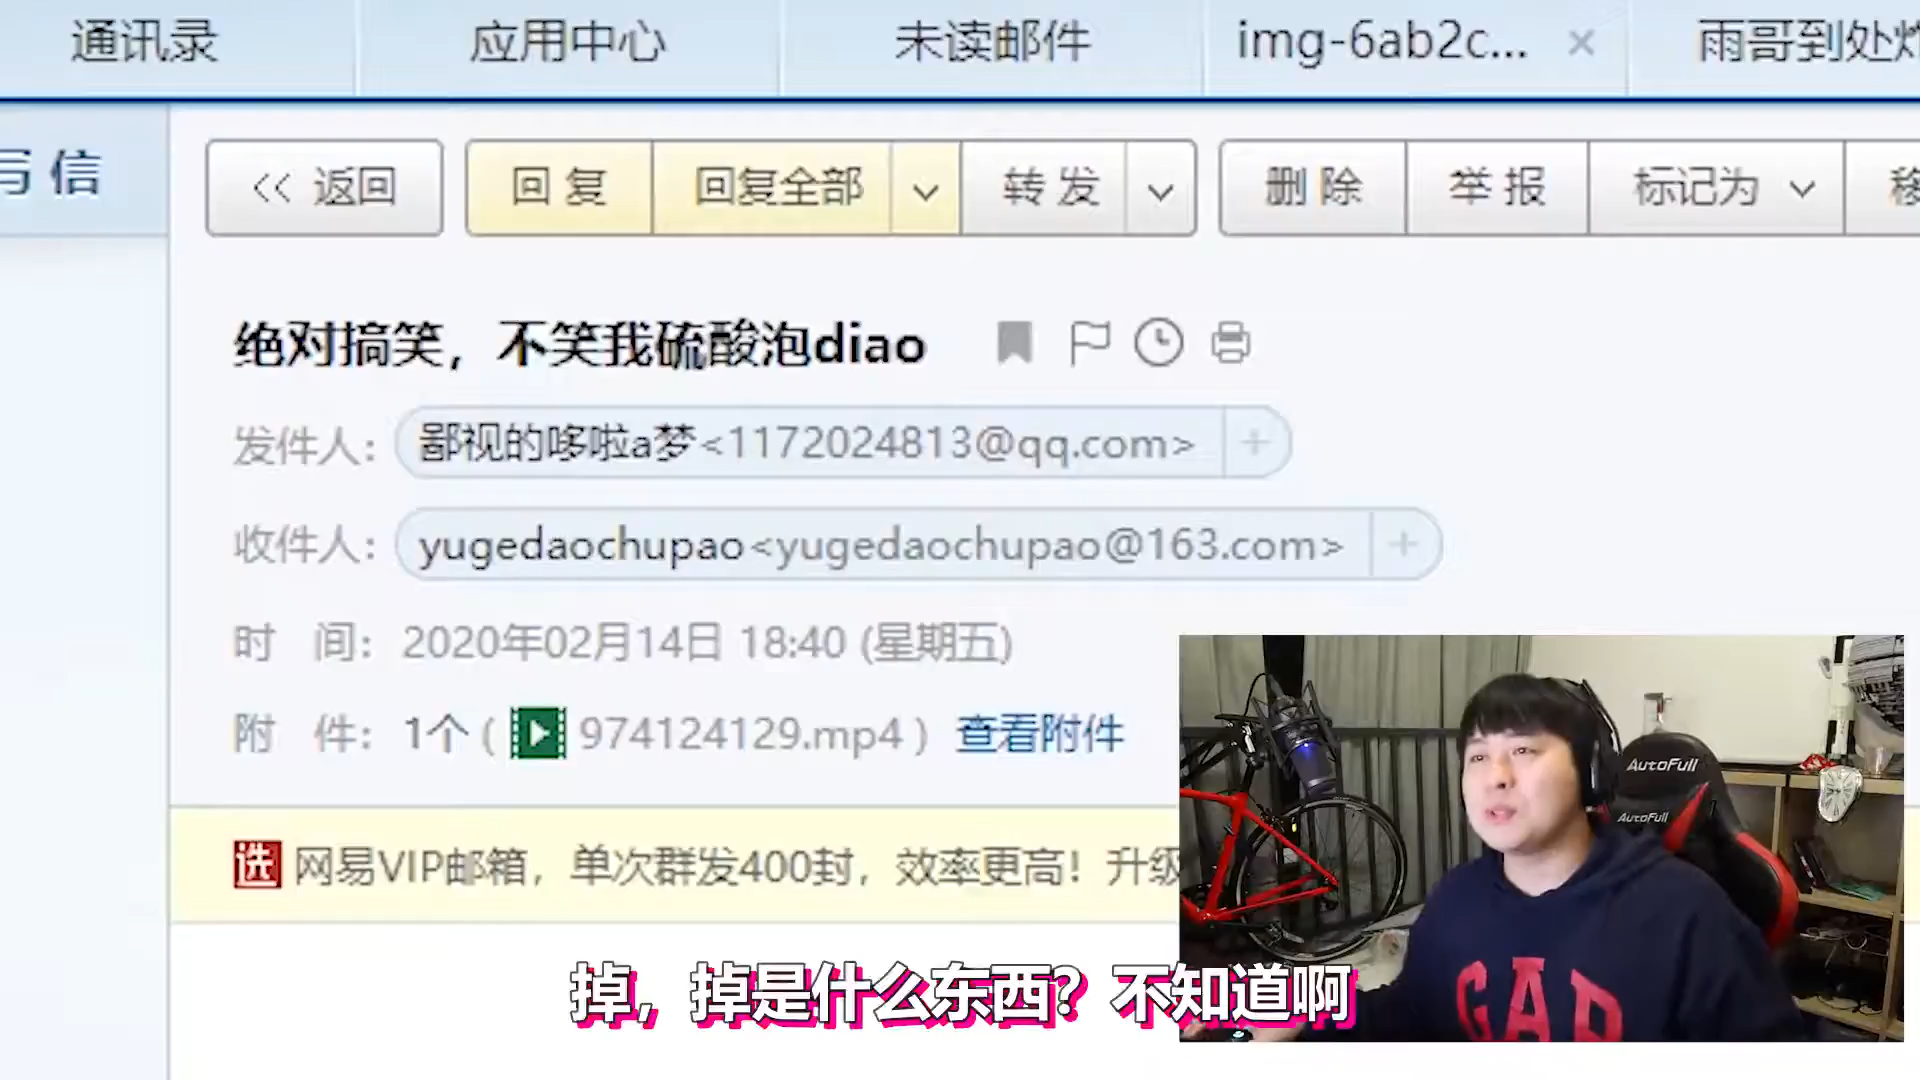 通讯录 应用中心 未读邮件 img-6ab2c... × 雨哥到处炸
写 信
<< 返回 回 复 回复全部 转 发 删 除 举 报 标记为 移
绝对搞笑，不笑我硫酸泡diao
发件人： 鄙视的哆啦a梦<1172024813@qq.com> +
收件人： yugedaochupao<yugedaochupao@163.com> +
时 间： 2020年02月14日 18:40 (星期五)
附 件： 1个 ( 974124129.mp4 ) 查看附件
AutoFull
AutoFull
选 网易VIP邮箱，单次群发400封，效率更高！升级
掉，掉是什么东西？不知道啊
GAP